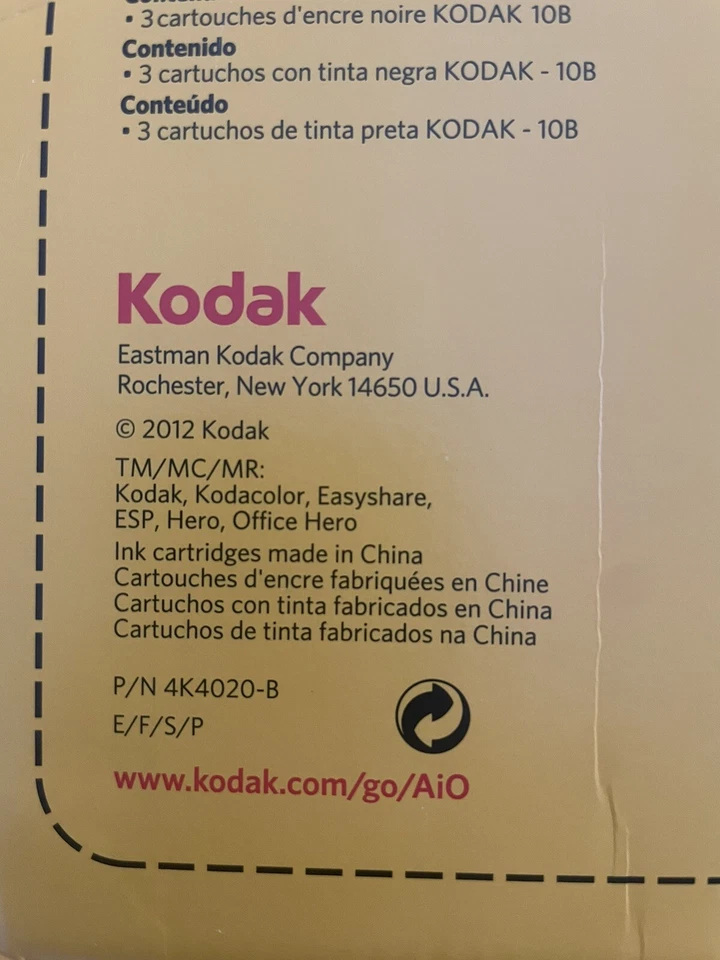 • 3 cartouches d'encre noire KODAK 10B
Contenido
• 3 cartuchos con tinta negra KODAK - 10B
Conteúdo
• 3 cartuchos de tinta preta KODAK - 10B
Kodak
Eastman Kodak Company
Rochester, New York 14650 U.S.A.
© 2012 Kodak
TM/MC/MR:
Kodak, Kodacolor, Easyshare,
ESP, Hero, Office Hero
Ink cartridges made in China
Cartouches d'encre fabriquées en Chine
Cartuchos con tinta fabricados en China
Cartuchos de tinta fabricados na China
P/N 4K4020-B
E/F/S/P
www.kodak.com/go/AiO